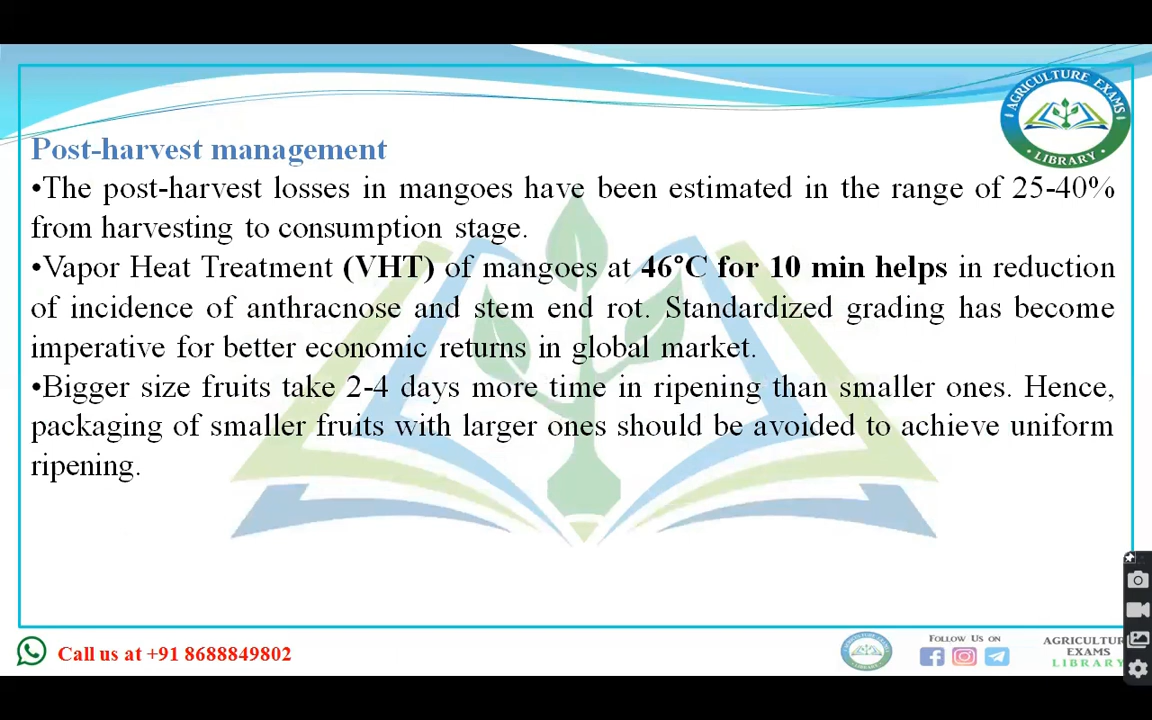 AGRICULTURE EXAMS
LIBRARY
Post-harvest management
•The post-harvest losses in mangoes have been estimated in the range of 25-40%
from harvesting to consumption stage.
•Vapor Heat Treatment (VHT) of mangoes at 46°C for 10 min helps in reduction
of incidence of anthracnose and stem end rot. Standardized grading has become
imperative for better economic returns in global market.
•Bigger size fruits take 2-4 days more time in ripening than smaller ones. Hence,
packaging of smaller fruits with larger ones should be avoided to achieve uniform
ripening.
Call us at +91 8688849802
FOLLOW US ON
AGRICULTUR
EXAMS
LIBRARY